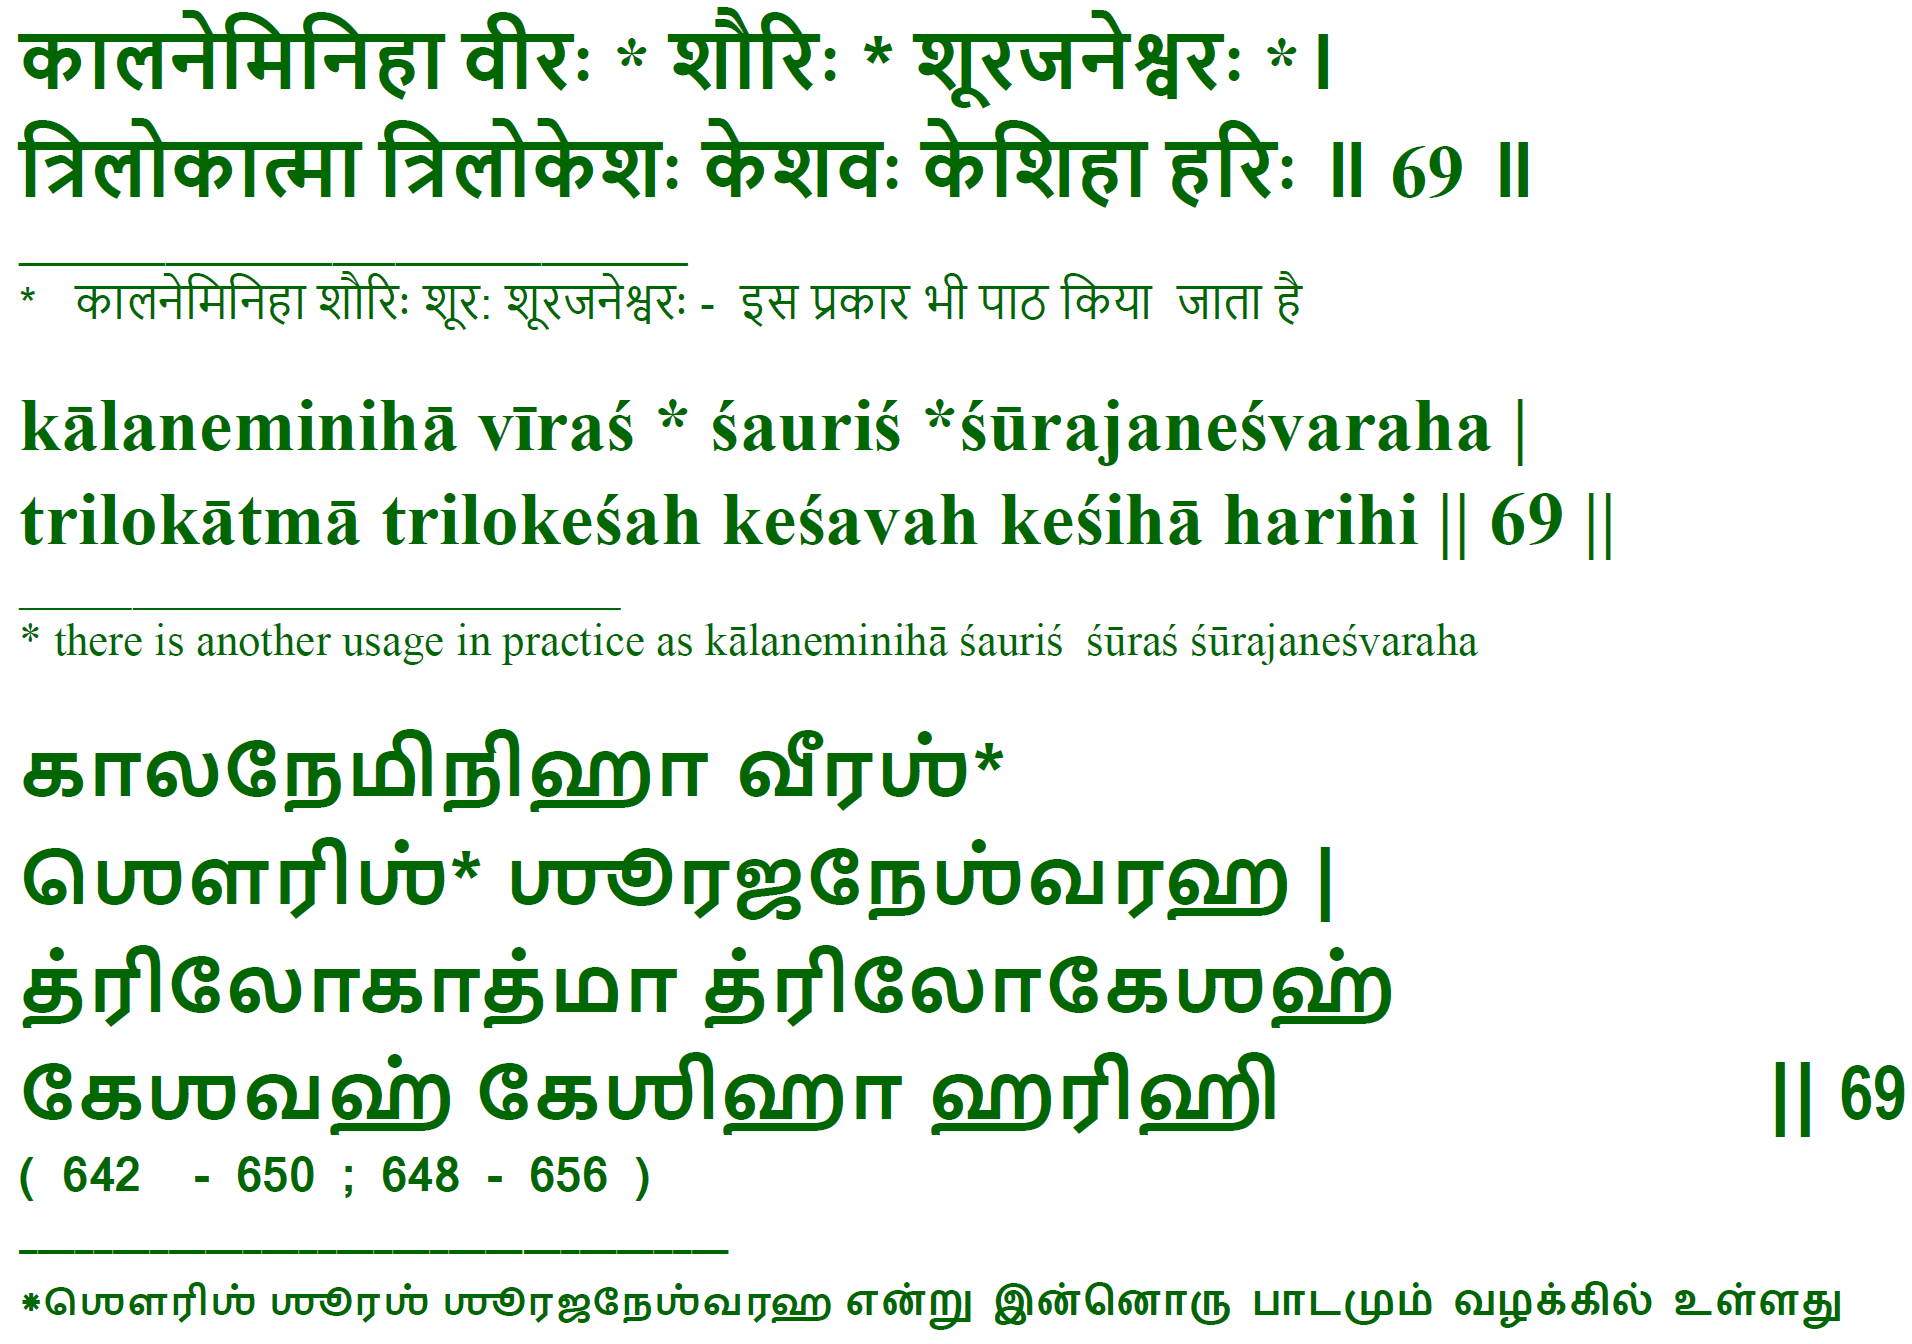 कालनेमिनिहा वीरः * शौरिः * शूरजनेश्वरः * ।
त्रिलोकात्मा त्रिलोकेशः केशवः केशिहा हरिः ॥ 69 ॥
* कालनेमिनिहा शौरिः शूर: शूरजनेश्वरः - इस प्रकार भी पाठ किया जाता है
kālaneminihā vīraś * śauriś *śūrajaneśvaraha |
trilokātmā trilokeśah keśavah keśihā harihi || 69 ||
* there is another usage in practice as kālaneminihā śauriś śūraś śūrajaneśvaraha
காலநேமிநிஹா வீரஶ்*
ஶௌரிஶ்* ஶூரஜநேஶ்வரஹ |
த்ரிலோகாத்மா த்ரிலோகேஶஹ்
கேஶவஹ் கேஶிஹா ஹரிஹி || 69
( 642 - 650 ; 648 - 656 )
*ஶௌரிஶ் ஶூரஶ் ஶூரஜநேஶ்வரஹ என்று இன்னொரு பாடமும் வழக்கில் உள்ளது